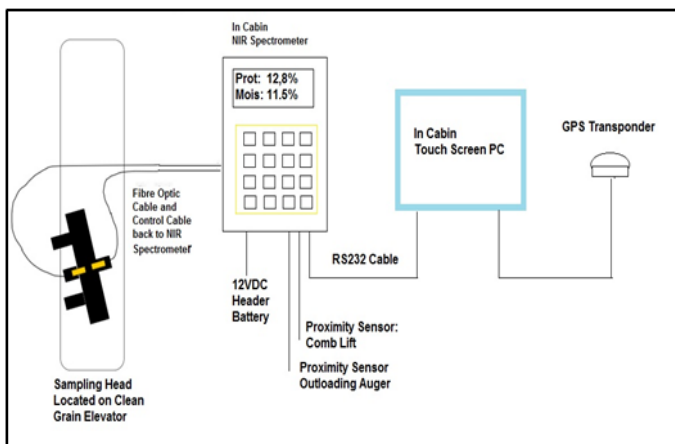 In Cabin
NIR Spectrometer
Prot: 12,8%
Mois: 11.5%
In Cabin
Touch Screen PC
GPS Transponder
Fibre Optic
Cable and
Control Cable
back to NIR
Spectrometer
RS232 Cable
12VDC
Header
Battery
Proximity Sensor:
Comb Lift
Proximity Sensor
Outloading Auger
Sampling Head
Located on Clean
Grain Elevator